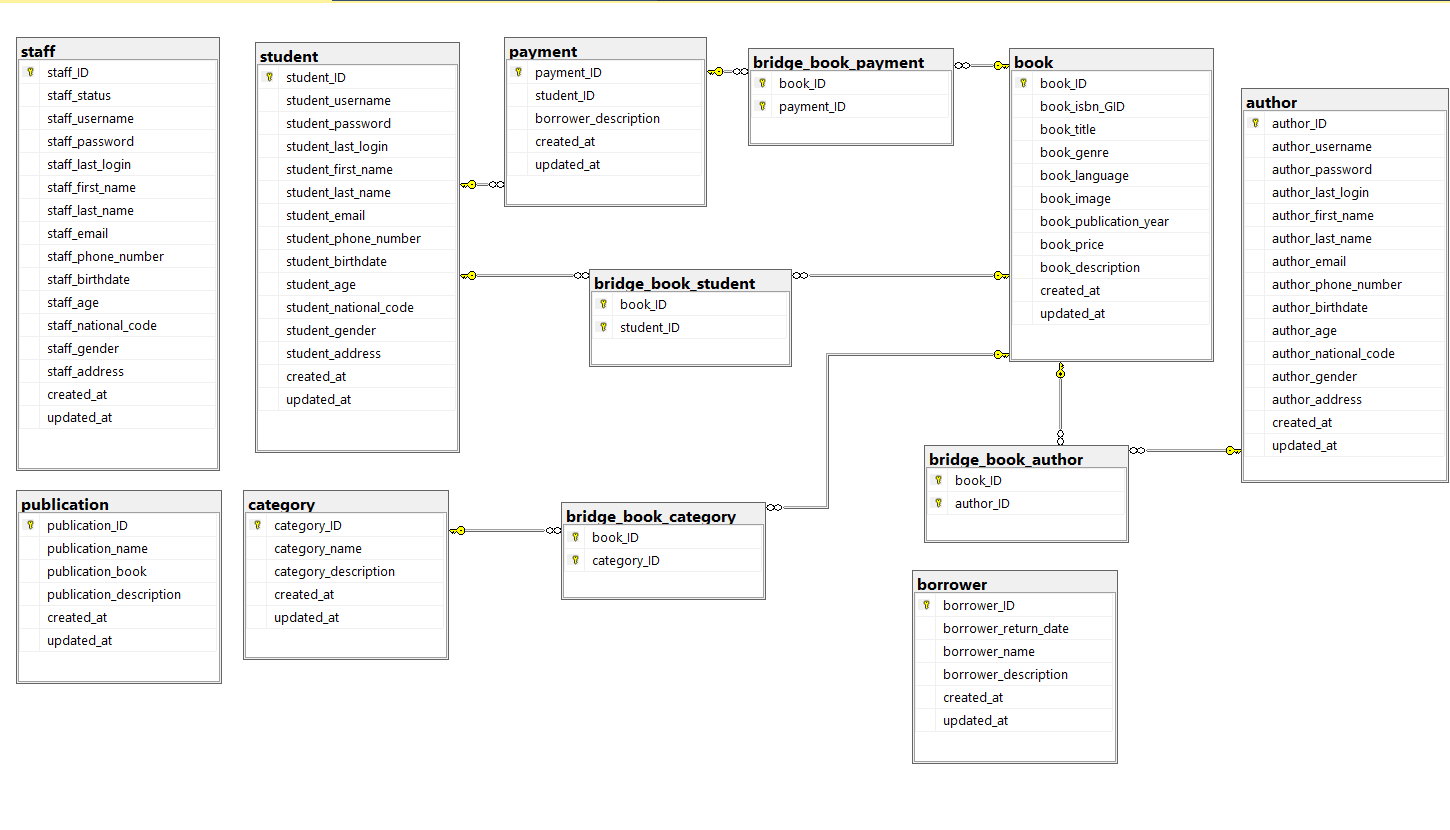 staff
staff_ID
staff_status
staff_username
staff_password
staff_last_login
staff_first_name
staff_last_name
staff_email
staff_phone_number
staff_birthdate
staff_age
staff_national_code
staff_gender
staff_address
created_at
updated_at
student
student_ID
student_username
student_password
student_last_login
student_first_name
student_last_name
student_email
student_phone_number
student_birthdate
student_age
student_national_code
student_gender
student_address
created_at
updated_at
payment
payment_ID
student_ID
borrower_description
created_at
updated_at
bridge_book_payment
book_ID
payment_ID
book
book_ID
book_isbn_GID
book_title
book_genre
book_language
book_image
book_publication_year
book_price
book_description
created_at
updated_at
author
author_ID
author_username
author_password
author_last_login
author_first_name
author_last_name
author_email
author_phone_number
author_birthdate
author_age
author_national_code
author_gender
author_address
created_at
updated_at
bridge_book_student
book_ID
student_ID
bridge_book_author
book_ID
author_ID
publication
publication_ID
publication_name
publication_book
publication_description
created_at
updated_at
category
category_ID
category_name
category_description
created_at
updated_at
bridge_book_category
book_ID
category_ID
borrower
borrower_ID
borrower_return_date
borrower_name
borrower_description
created_at
updated_at